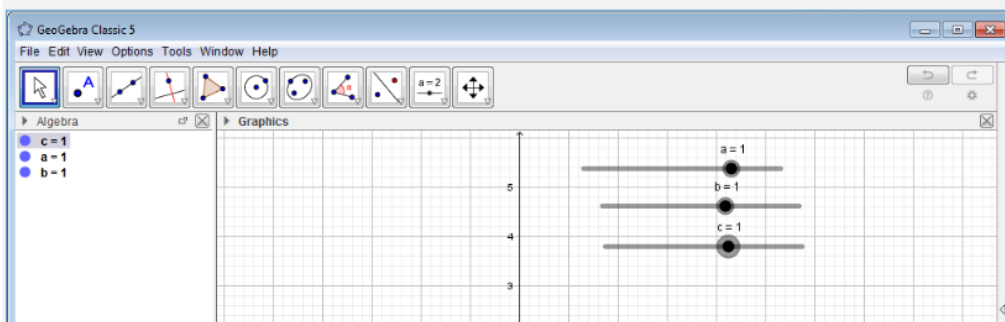 GeoGebra Classic 5
File Edit View Options Tools Window Help
A
α
a=2
Algebra
Graphics
c = 1
a = 1
b = 1
a = 1
b = 1
c = 1
5
4
3